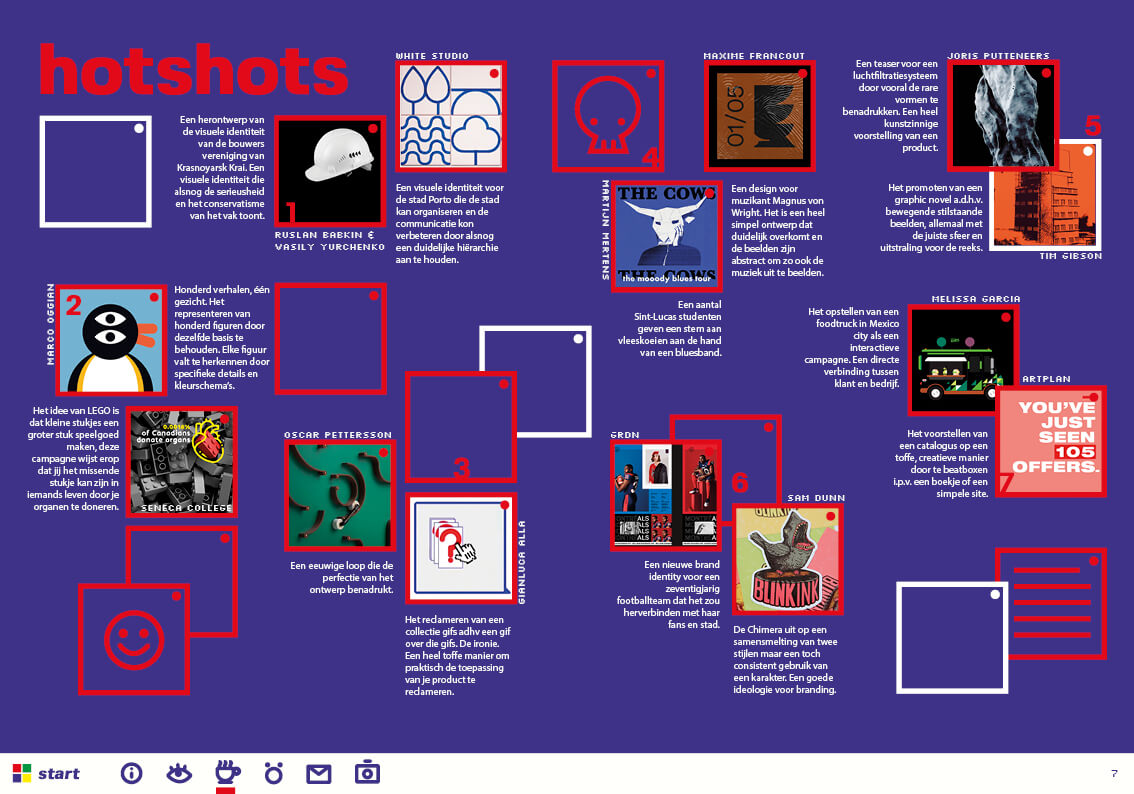 hotshots
Een herontwerp van
de visuele identiteit
van de bouwers
vereniging van
Krasnoyarsk Krai. Een
visuele identiteit die
alsnog de serieusheid
en het conservatisme
van het vak toont.
1
RUSLAN BABKIN &
VASILY YURCHENKO
WHITE STUDIO
Een visuele identiteit voor
de stad Porto die de stad
kan organiseren en de
communicatie kon
verbeteren door alsnog
een duidelijke hiërarchie
aan te houden.
MARCO OGGIAN
2
Honderd verhalen, één
gezicht. Het
representeren van
honderd figuren door
dezelfde basis te
behouden. Elke figuur
valt te herkennen door
specifieke details en
kleurschema's.
Het idee van LEGO is
dat kleine stukjes een
groter stuk speelgoed
maken, deze
campagne wijst erop
dat jij het missende
stukje kan zijn in
iemands leven door je
organen te doneren.
of Canadians
donate organs
SENECA COLLEGE
OSCAR PETTERSSON
Een eeuwige loop die de
perfectie van het
ontwerp benadrukt.
3
GIANLUCA ALLA
Het reclameren van een
collectie gifs adhv een gif
over die gifs. De ironie.
Een heel toffe manier om
praktisch de toepassing
van je product te
reclameren.
4
MARTIJN MERTENS
THE COWS
THE COWS
the mooody blues tour
Een aantal
Sint-Lucas studenten
geven een stem aan
vleeskoeien aan de hand
van een bluesband.
MAXIME FRANCOUT
01/05
Een design voor
muzikant Magnus von
Wright. Het is een heel
simpel ontwerp dat
duidelijk overkomt en
de beelden zijn
abstract om zo ook de
muziek uit te beelden.
JORIS PUTTENEERS
Een teaser voor een
luchtfiltratiesysteem
door vooral de rare
vormen te
benadrukken. Een heel
kunstzinnige
voorstelling van een
product.
5
Het promoten van een
graphic novel a.d.h.v.
bewegende stilstaande
beelden, allemaal met
de juiste sfeer en
uitstraling voor de reeks.
TIM GIBSON
MELISSA GARCIA
Het opstellen van een
foodtruck in Mexico
city als een
interactieve
campagne. Een directe
verbinding tussen
klant en bedrijf.
ARTPLAN
YOU'VE
JUST
SEEN
105
OFFERS.
7
Het voorstellen van
een catalogus op een
toffe, creatieve manier
door te beatboxen
i.p.v. een boekje of een
simpele site.
GRDN
6
Een nieuwe brand
identity voor een
zeventigjarig
footballteam dat het zou
herverbinden met haar
fans en stad.
SAM DUNN
BLINKINK
De Chimera uit op een
samensmelting van twee
stijlen maar een toch
consistent gebruik van
een karakter. Een goede
ideologie voor branding.
start
7